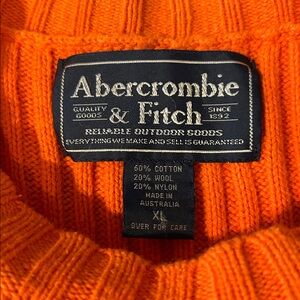 Abercrombie
QUALITY GOODS & Fitch SINCE 1892
RELIABLE OUTDOOR GOODS
EVERYTHING WE MAKE AND SELL IS GUARANTEED
60% COTTON
20% WOOL
20% NYLON
MADE IN
AUSTRALIA
XL
OVER FOR CARE